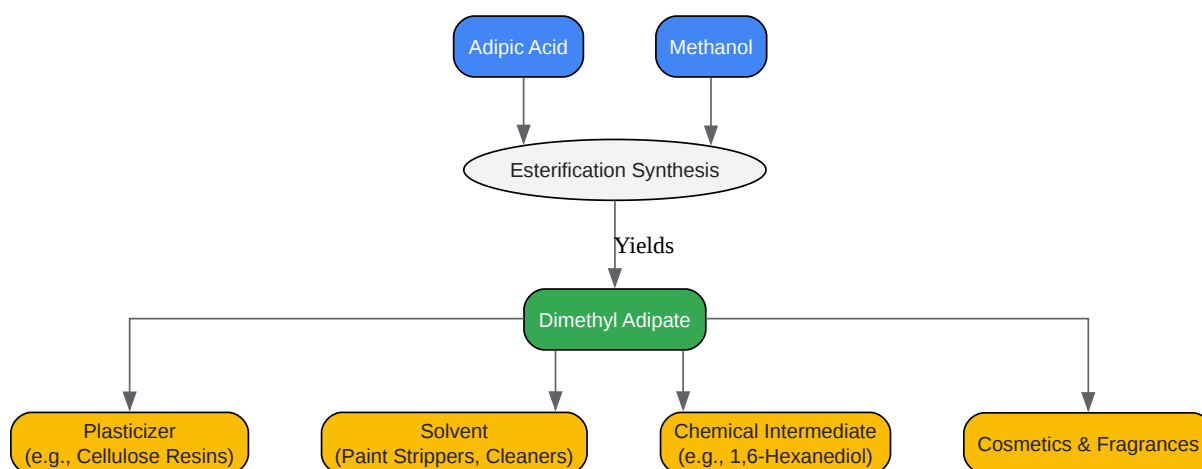 Adipic Acid
Methanol
Esterification Synthesis
Yields
Dimethyl Adipate
Plasticizer
(e.g., Cellulose Resins)
Solvent
(Paint Strippers, Cleaners)
Chemical Intermediate
(e.g., 1,6-Hexanediol)
Cosmetics & Fragrances